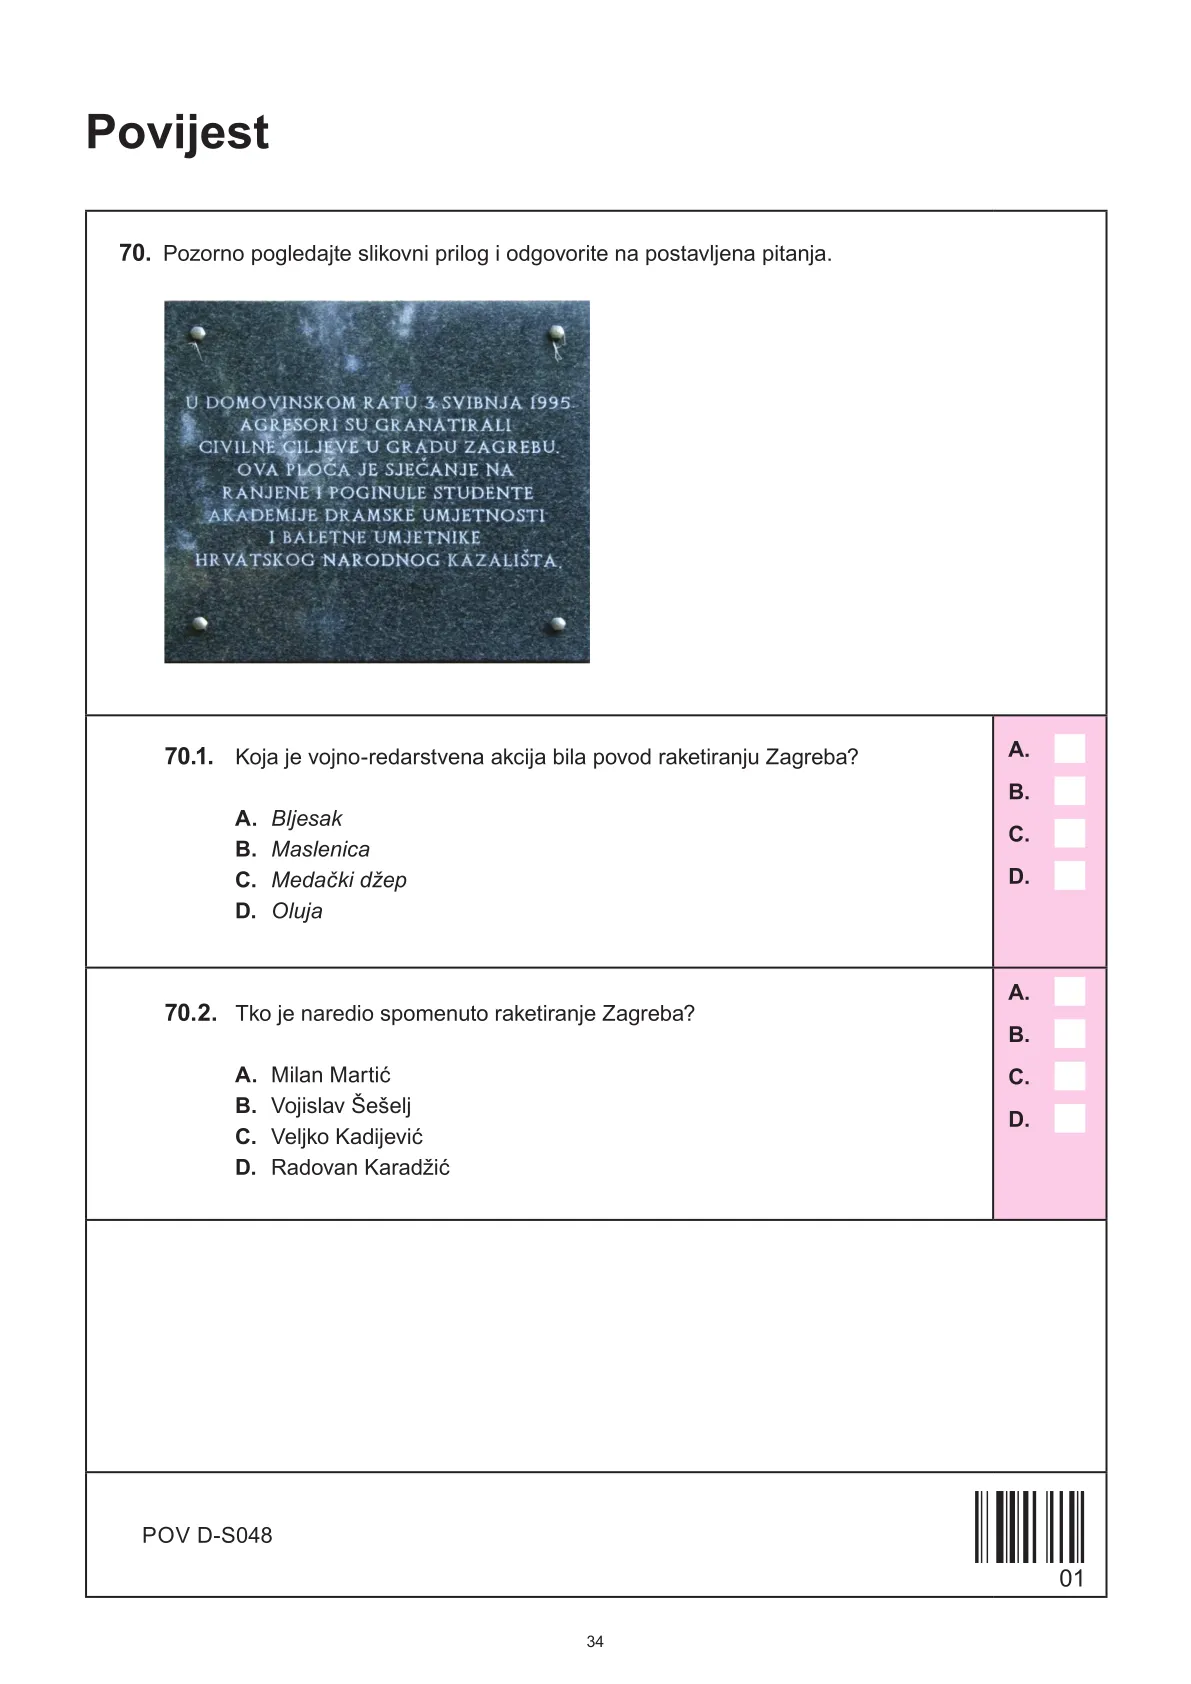 Povijest
70. Pozorno pogledajte slikovni prilog i odgovorite na postavljena pitanja.
U DOMOVINSKOM RATU 3. SVIBNJA 1995.
AGRESORI SU GRANATIRALI
CIVILNE CILJEVE U GRADU ZAGREBU.
OVA PLOČA JE SJEĆANJE NA
RANJENE I POGINULE STUDENTE
AKADEMIJE DRAMSKE UMJETNOSTI
I BALETNE UMJETNIKE
HRVATSKOG NARODNOG KAZALIŠTA.
70.1. Koja je vojno-redarstvena akcija bila povod raketiranju Zagreba?
A. Bljesak
B. Maslenica
C. Medački džep
D. Oluja
A.
B.
C.
D.
70.2. Tko je naredio spomenuto raketiranje Zagreba?
A. Milan Martić
B. Vojislav Šešelj
C. Veljko Kadijević
D. Radovan Karadžić
A.
B.
C.
D.
POV D-S048
01
34